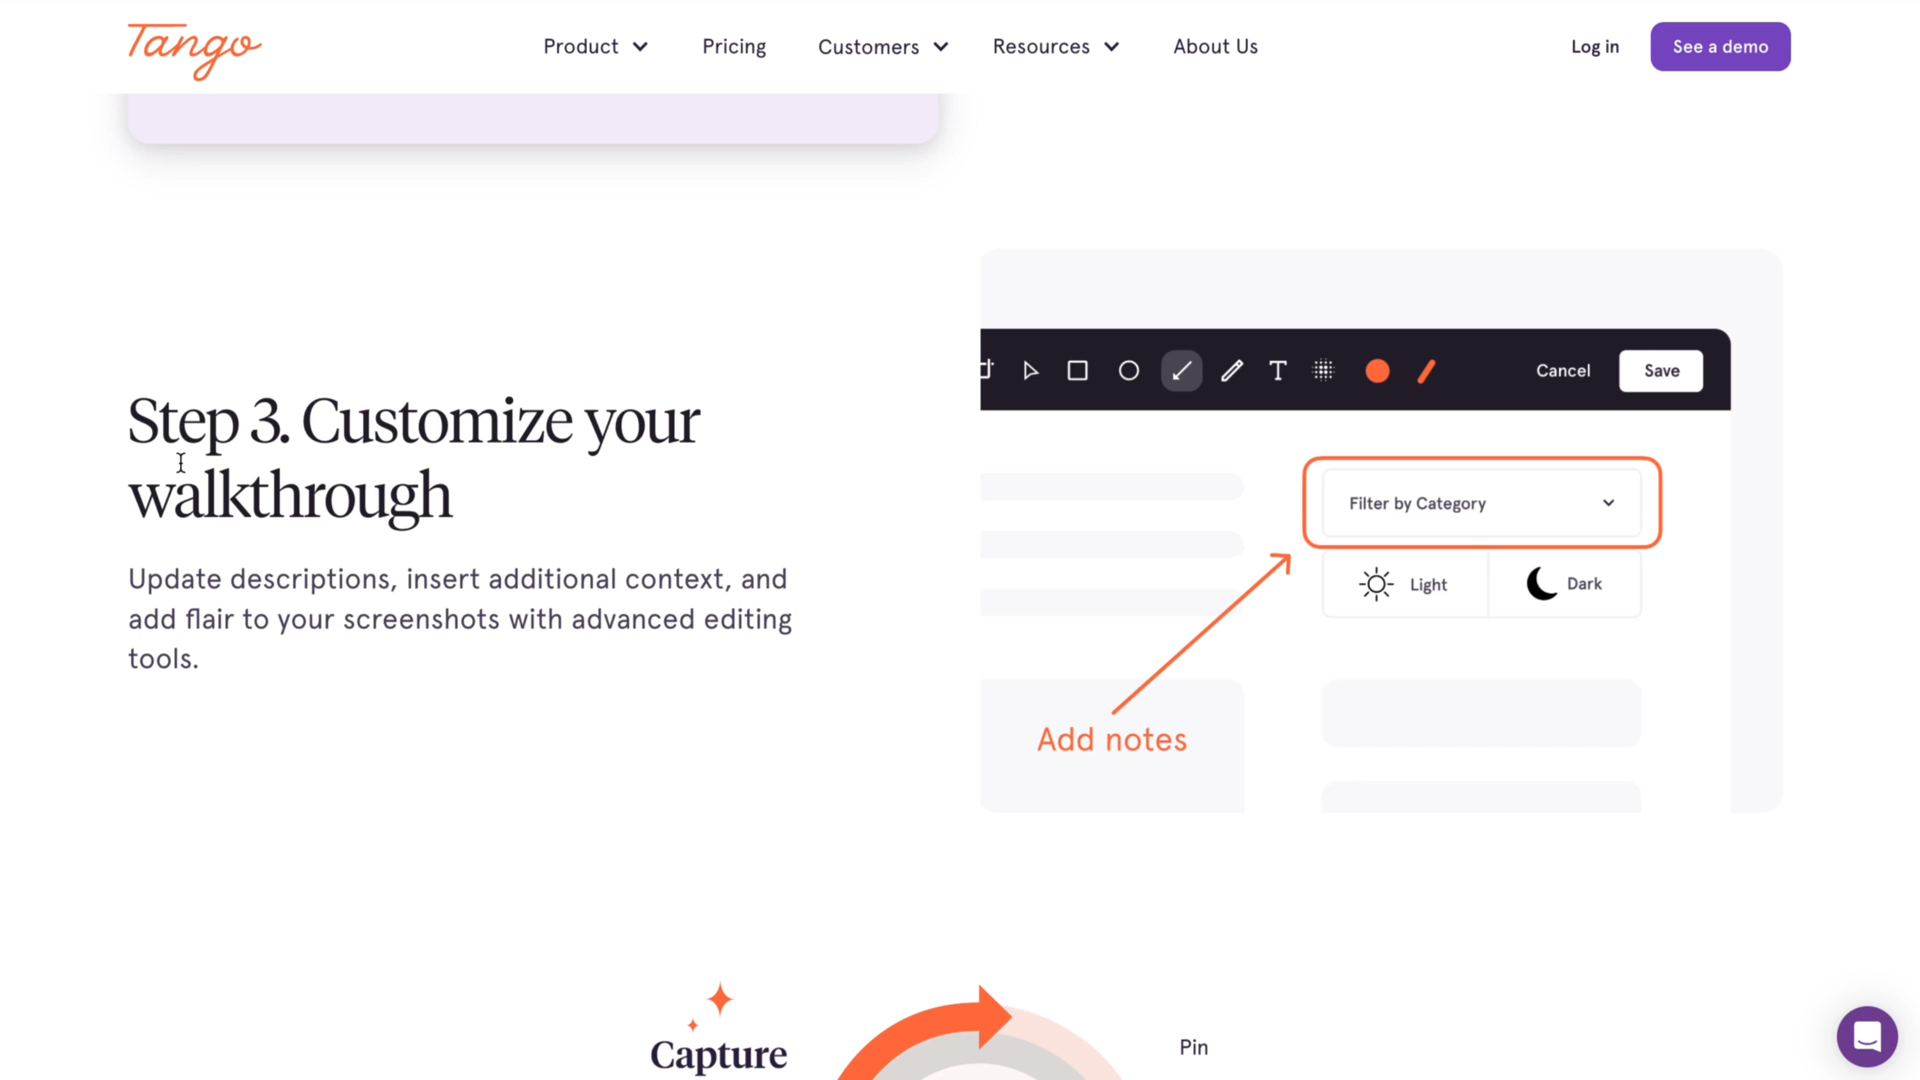 Tango
Product
Pricing
Customers
Resources
About Us
Log in
See a demo
Step 3. Customize your
walkthrough
Update descriptions, insert additional context, and
add flair to your screenshots with advanced editing
tools.
T
Cancel
Save
Filter by Category
Light
Dark
Add notes
Capture
Pin